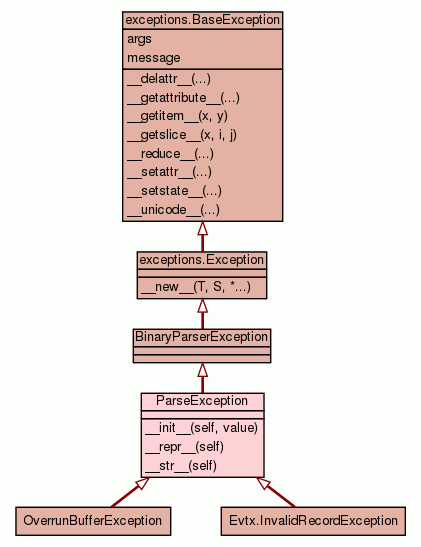 exceptions.BaseException
args
message
__delattr__(...)
__getattribute__(...)
__getitem__(x, y)
__getslice__(x, i, j)
__reduce__(...)
__setattr__(...)
__setstate__(...)
__unicode__(...)
exceptions.Exception
__new__(T, S, *...)
BinaryParserException
ParseException
__init__(self, value)
__repr__(self)
__str__(self)
OverrunBufferException
Evtx.InvalidRecordException